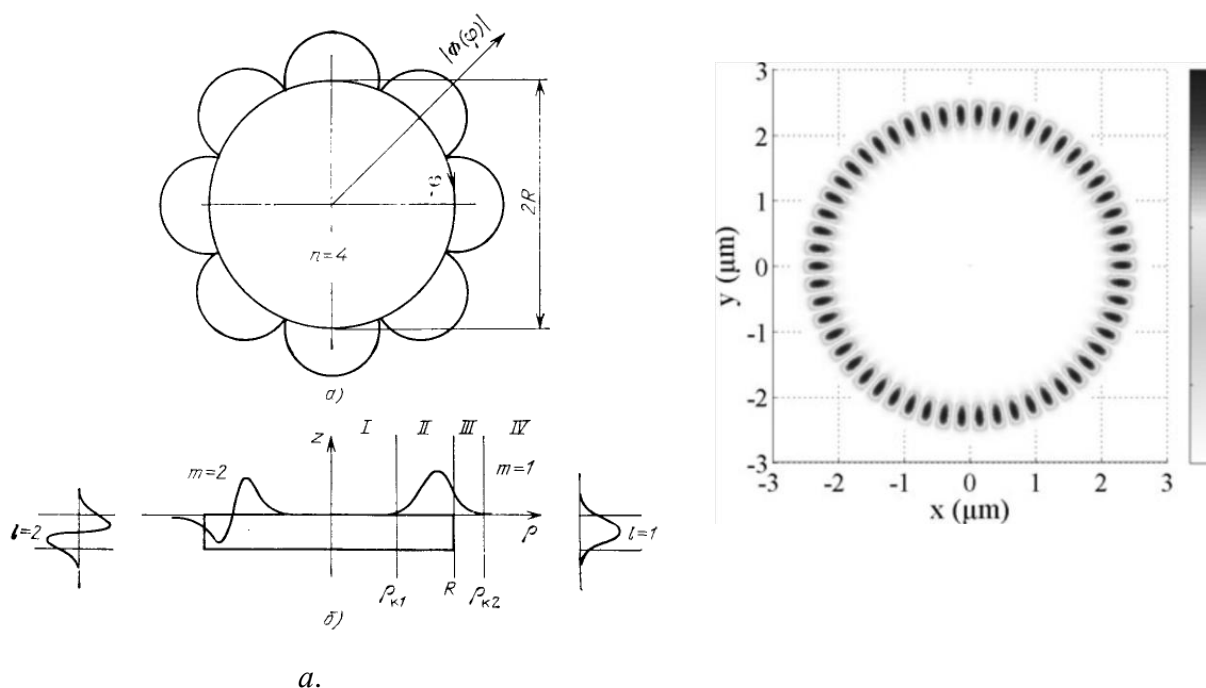 |Φ(φ)|
-φ
2R
n=4
а)
z
I
II
III
IV
m=2
m=1
l=2
l=1
ρ
ρк1
R
ρк2
б)
a.
3
2
1
0
-1
-2
-3
y (μm)
-3
-2
-1
0
1
2
3
x (μm)